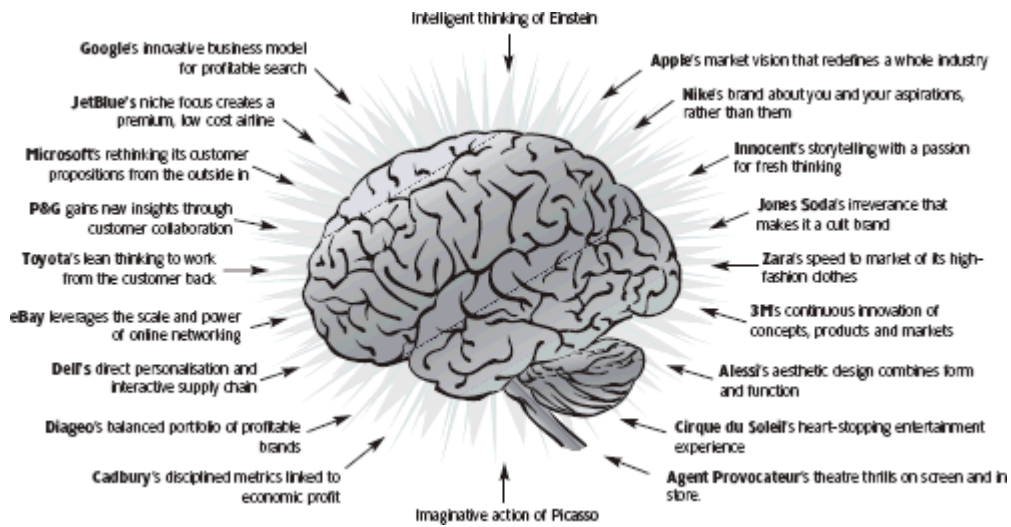 Intelligent thinking of Einstein
Google's innovative business model
for profitable search
JetBlue's niche focus creates a
premium, low cost airline
Microsoft's rethinking its customer
propositions from the outside in
P&G gains new insights through
customer collaboration
Toyota's lean thinking to work
from the customer back
eBay leverages the scale and power
of online networking
Dell's direct personalisation and
interactive supply chain
Diageo's balanced portfolio of profitable
brands
Cadbury's disciplined metrics linked to
economic profit
Apple's market vision that redefines a whole industry
Nike's brand about you and your aspirations,
rather than them
Innocent's storytelling with a passion
for fresh thinking
Jones Soda's irreverance that
makes it a cult brand
Zara's speed to market of its high-
fashion clothes
3M's continuous innovation of
concepts, products and markets
Alessi's aesthetic design combines form
and function
Cirque du Soleil's heart-stopping entertainment
experience
Agent Provocateur's theatre thrills on screen and in
store.
Imaginative action of Picasso